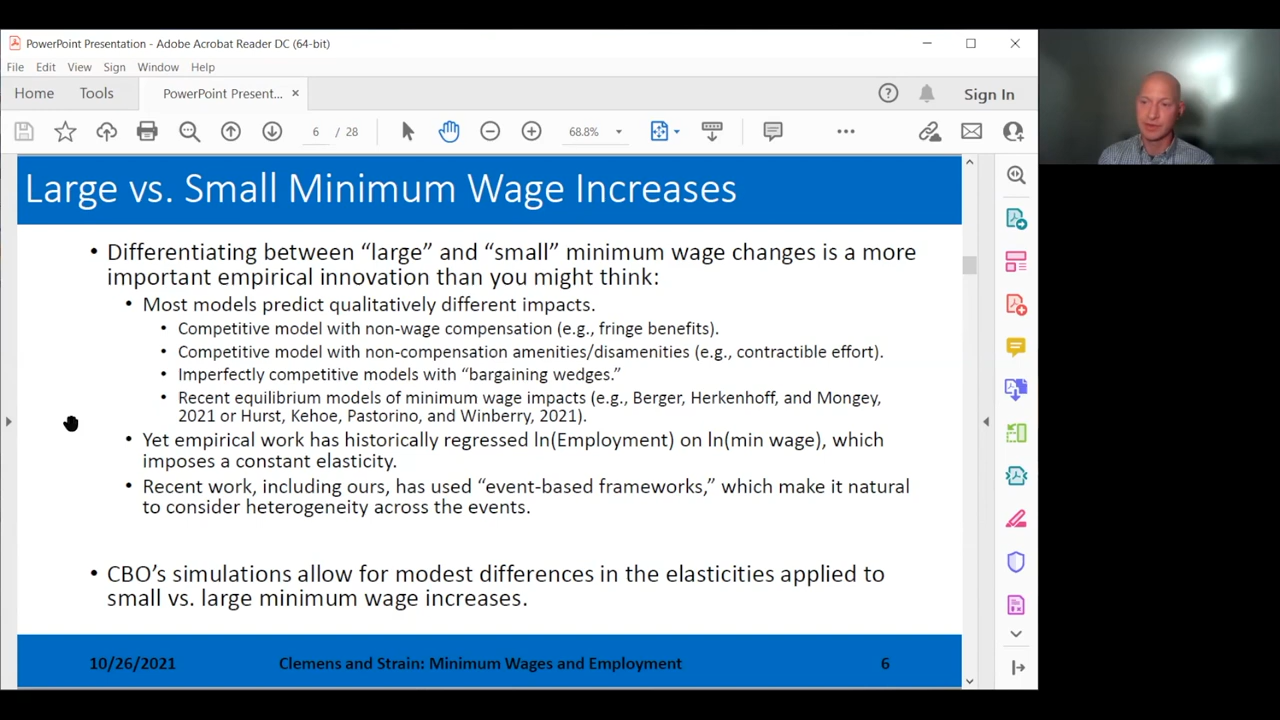 PowerPoint Presentation - Adobe Acrobat Reader DC (64-bit)
File Edit View Sign Window Help
Home Tools PowerPoint Present... × Sign In
6 / 28 68.8%
Large vs. Small Minimum Wage Increases
• Differentiating between “large” and “small” minimum wage changes is a more
important empirical innovation than you might think:
• Most models predict qualitatively different impacts.
• Competitive model with non-wage compensation (e.g., fringe benefits).
• Competitive model with non-compensation amenities/disamenities (e.g., contractible effort).
• Imperfectly competitive models with “bargaining wedges.”
• Recent equilibrium models of minimum wage impacts (e.g., Berger, Herkenhoff, and Mongey,
2021 or Hurst, Kehoe, Pastorino, and Winberry, 2021).
• Yet empirical work has historically regressed ln(Employment) on ln(min wage), which
imposes a constant elasticity.
• Recent work, including ours, has used “event-based frameworks,” which make it natural
to consider heterogeneity across the events.
• CBO’s simulations allow for modest differences in the elasticities applied to
small vs. large minimum wage increases.
10/26/2021 Clemens and Strain: Minimum Wages and Employment 6